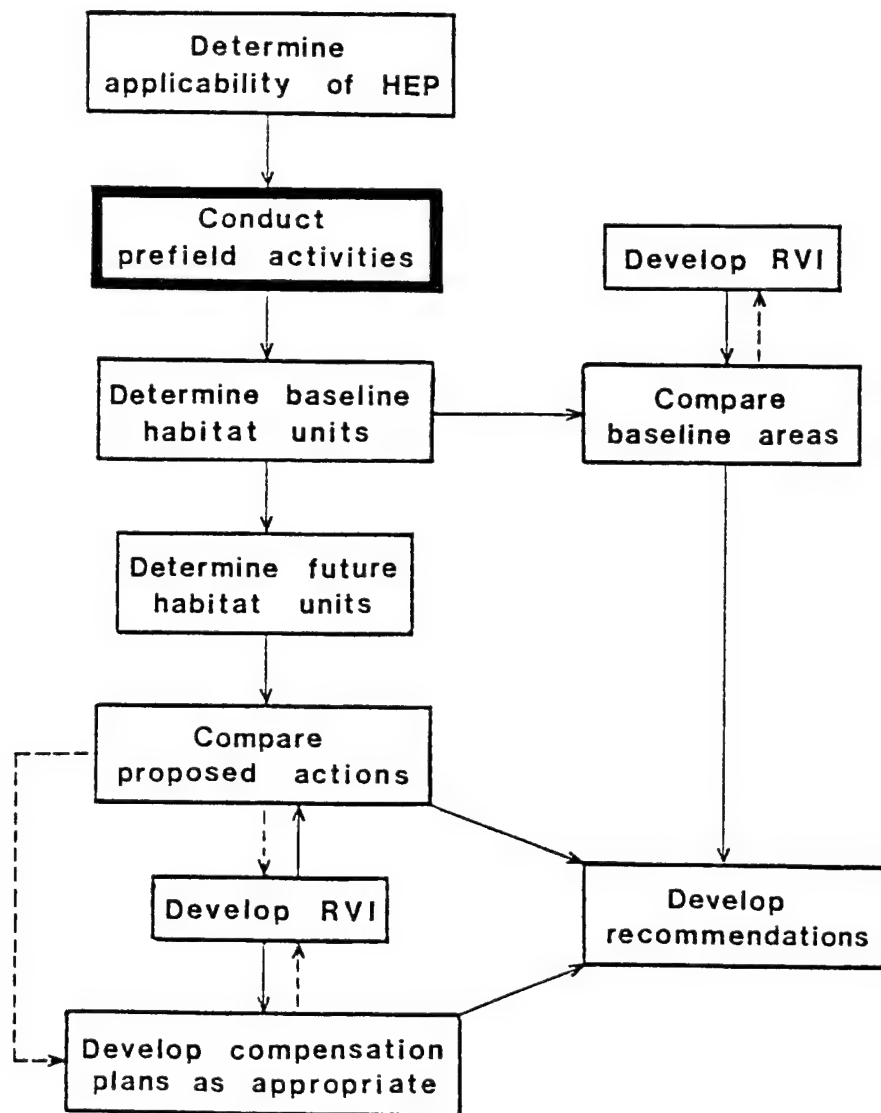 Determine
applicability of HEP
Conduct
prefield activities
Develop RVI
Determine baseline
habitat units
Compare
baseline areas
Determine future
habitat units
Compare
proposed actions
Develop RVI
Develop
recommendations
Develop compensation
plans as appropriate